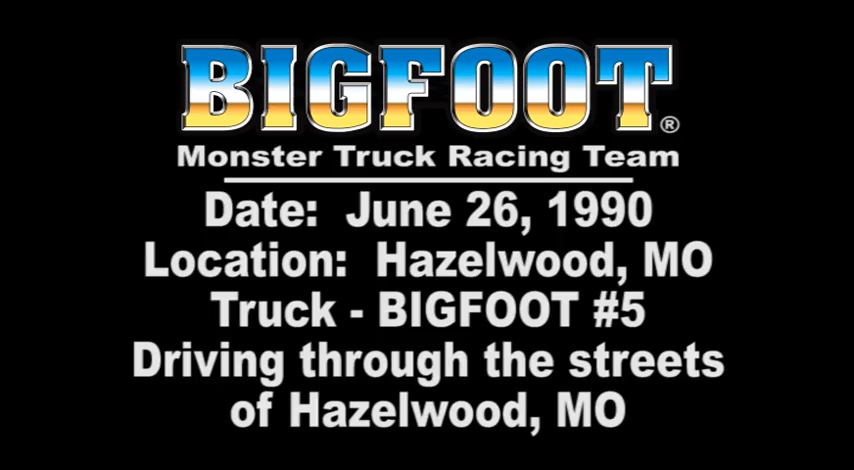 BIGFOOT®
Monster Truck Racing Team
Date: June 26, 1990
Location: Hazelwood, MO
Truck - BIGFOOT #5
Driving through the streets
of Hazelwood, MO